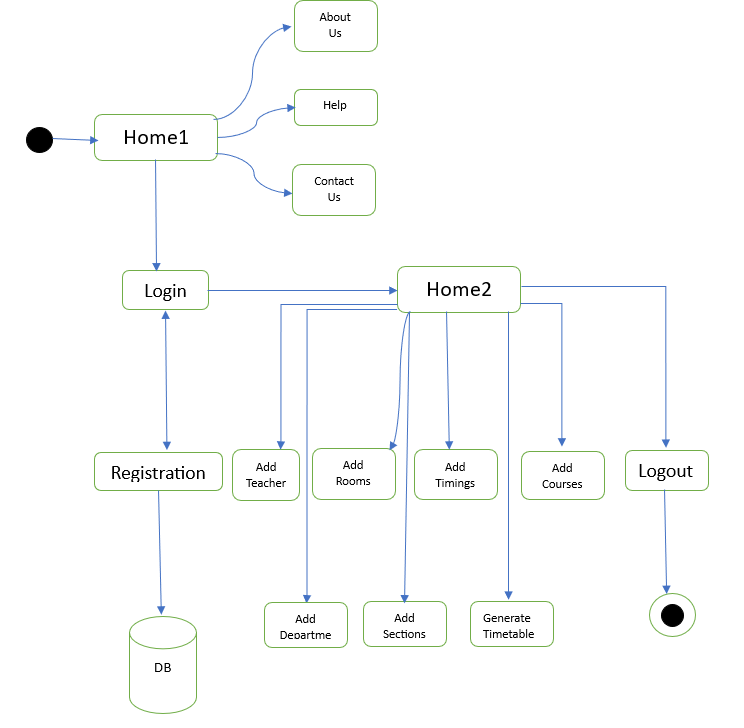 About
Us
Help
Home1
Contact
Us
Login
Home2
Registration
Add
Teacher
Add
Rooms
Add
Timings
Add
Courses
Logout
Add
Departme
Add
Sections
Generate
Timetable
DB